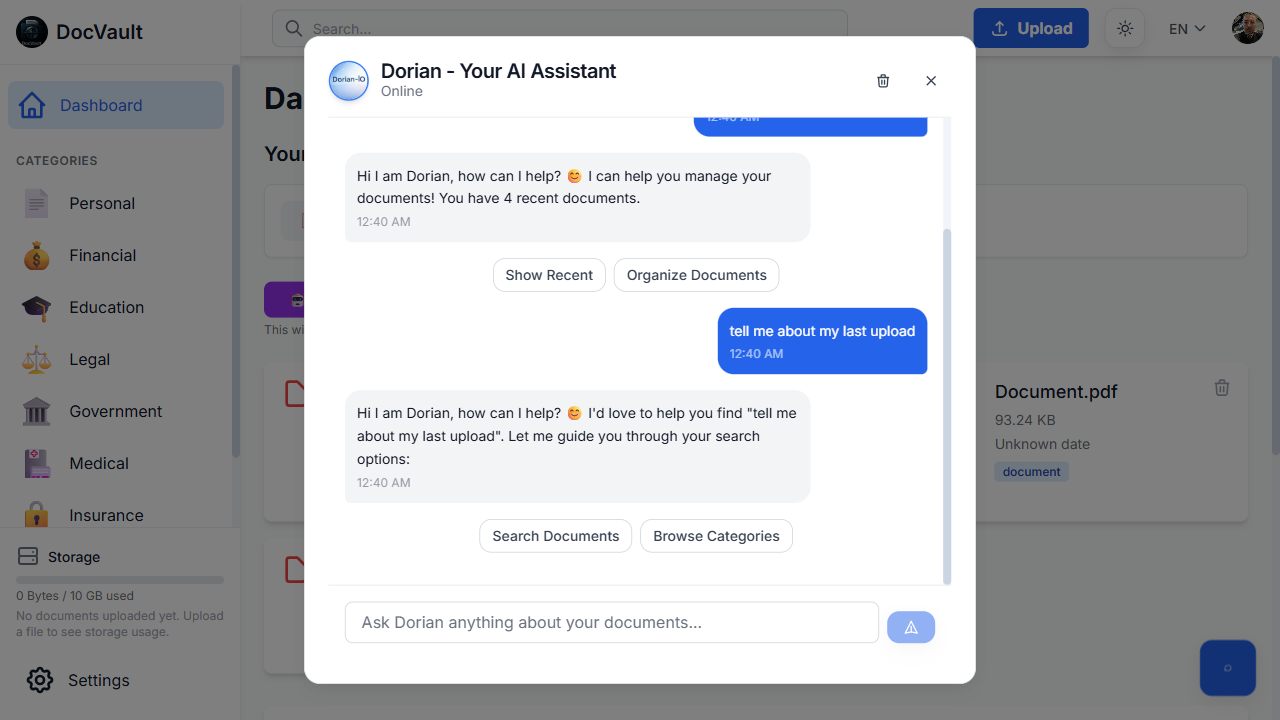 DocVault
Search...
Upload
EN
Dashboard
CATEGORIES
Personal
Financial
Education
Legal
Government
Medical
Insurance
Storage
0 Bytes / 10 GB used
No documents uploaded yet. Upload
a file to see storage usage.
Settings
Da
Your
This wi
Dorian-IO
Dorian - Your AI Assistant
Online
12:40 AM
Hi I am Dorian, how can I help? 😊 I can help you manage your
documents! You have 4 recent documents.
12:40 AM
Show Recent
Organize Documents
tell me about my last upload
12:40 AM
Hi I am Dorian, how can I help? 😊 I'd love to help you find "tell me
about my last upload". Let me guide you through your search
options:
12:40 AM
Search Documents
Browse Categories
Ask Dorian anything about your documents...
Document.pdf
93.24 KB
Unknown date
document